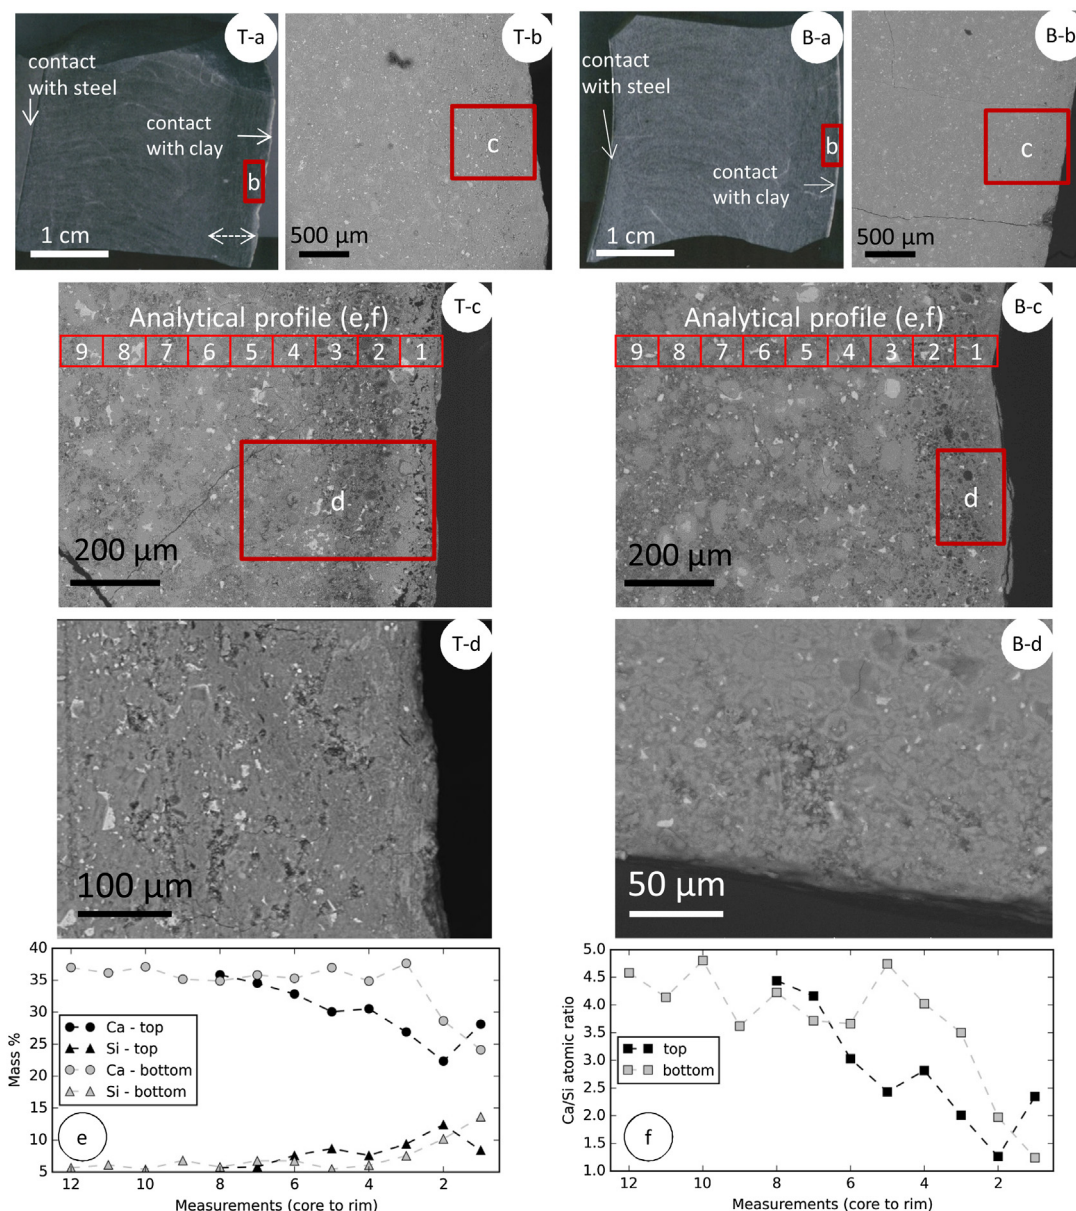 T-a
contact
with steel
contact
with clay
b
1 cm
T-b
c
500 μm
B-a
contact
with steel
b
contact
with clay
1 cm
B-b
c
500 μm
T-c
Analytical profile (e,f)
9 8 7 6 5 4 3 2 1
d
200 μm
B-c
Analytical profile (e,f)
9 8 7 6 5 4 3 2 1
d
200 μm
T-d
100 μm
B-d
50 μm
40
35
30
25
20
15
10
5
Mass %
Ca - top
Si - top
Ca - bottom
Si - bottom
e
12 10 8 6 4 2
Measurements (core to rim)
5.0
4.5
4.0
3.5
3.0
2.5
2.0
1.5
1.0
Ca/Si atomic ratio
top
bottom
f
12 10 8 6 4 2
Measurements (core to rim)